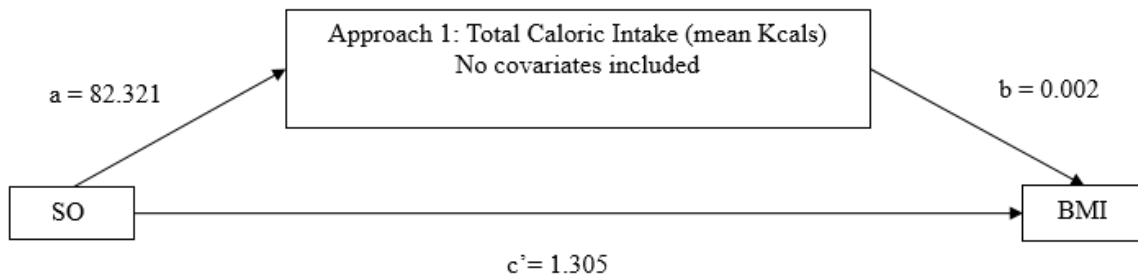 Approach 1: Total Caloric Intake (mean Kcals)
No covariates included
a = 82.321
b = 0.002
SO
BMI
c’= 1.305